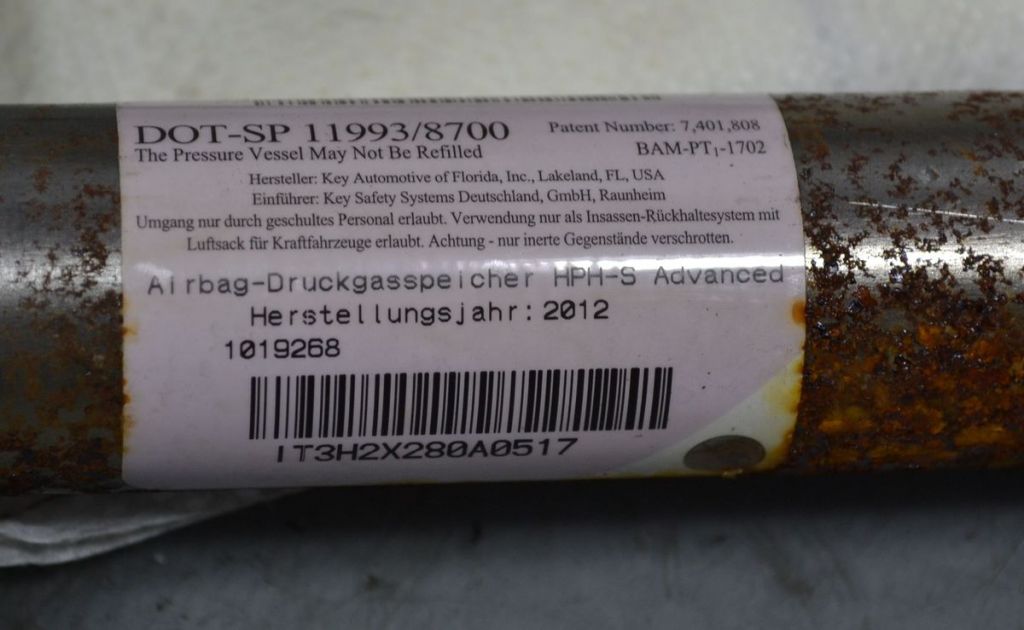 DOT-SP 11993/8700
Patent Number: 7,401,808
The Pressure Vessel May Not Be Refilled
BAM-PT₁-1702
Hersteller: Key Automotive of Florida, Inc., Lakeland, FL, USA
Einführer: Key Safety Systems Deutschland, GmbH, Raunheim
Umgang nur durch geschultes Personal erlaubt. Verwendung nur als Insassen-Rückhaltesystem mit
Luftsack für Kraftfahrzeuge erlaubt. Achtung - nur inerte Gegenstände verschrotten.
Airbag-Druckgasspeicher HPH-S Advanced
Herstellungsjahr: 2012
1019268
IT3H2X280A0517